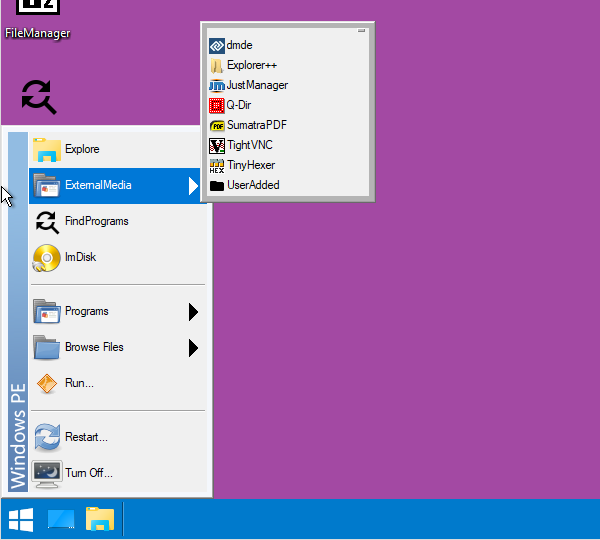 FileManager
dmde
Explorer++
JustManager
Q-Dir
SumatraPDF
TightVNC
TinyHexer
UserAdded
Explore
ExternalMedia
FindPrograms
ImDisk
Programs
Browse Files
Run...
Restart...
Turn Off...
Windows PE